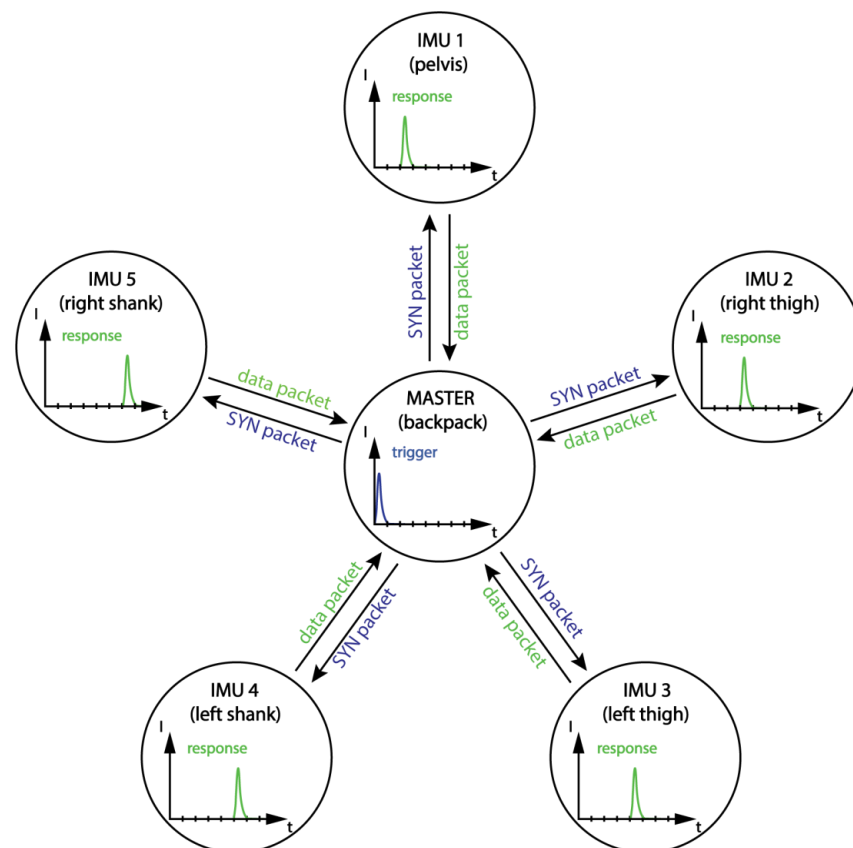 IMU 1
(pelvis)
I
response
t
SYN packet
data packet
IMU 5
(right shank)
I
response
t
IMU 2
(right thigh)
I
response
t
data packet
SYN packet
SYN packet
data packet
MASTER
(backpack)
I
trigger
t
data packet
SYN packet
SYN packet
data packet
IMU 4
(left shank)
I
response
t
IMU 3
(left thigh)
I
response
t